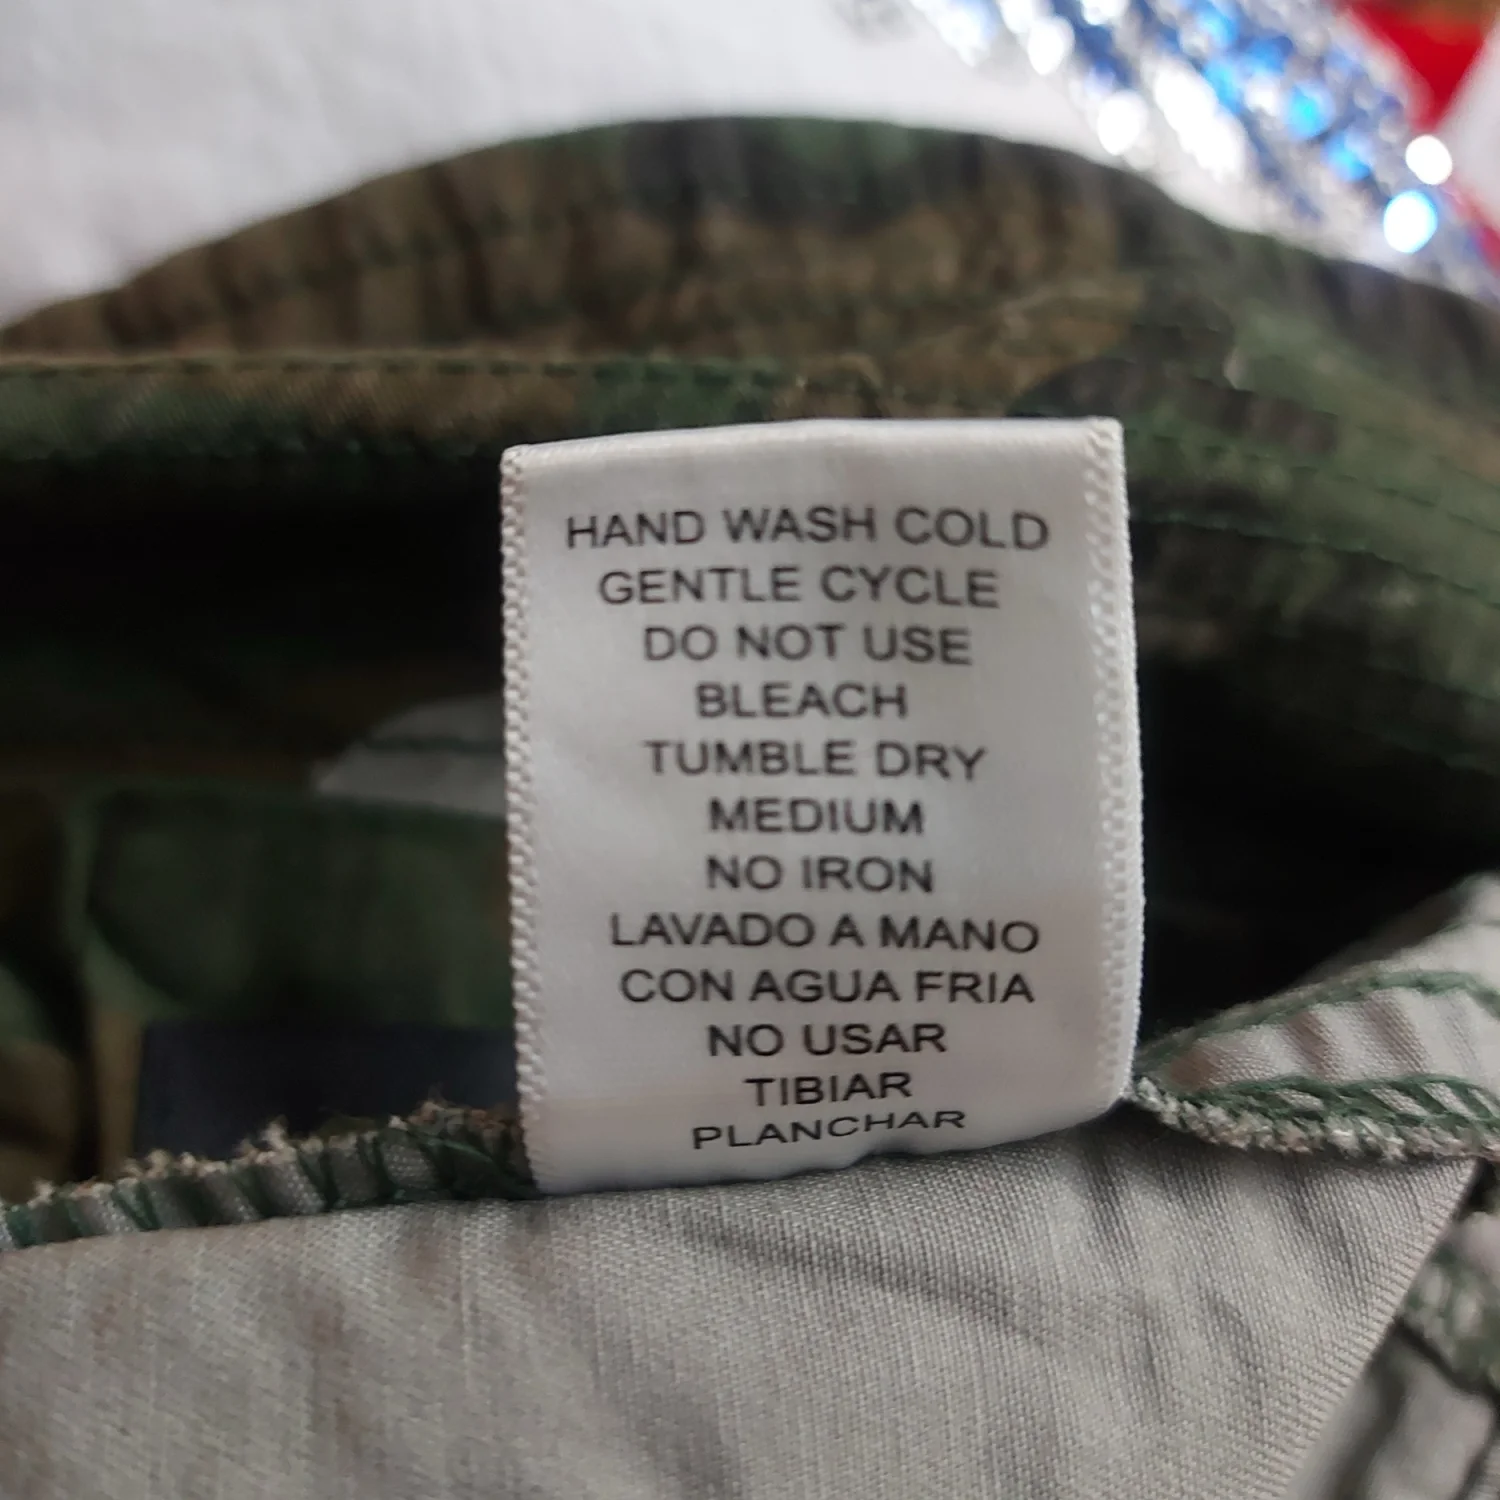 HAND WASH COLD
GENTLE CYCLE
DO NOT USE
BLEACH
TUMBLE DRY
MEDIUM
NO IRON
LAVADO A MANO
CON AGUA FRIA
NO USAR
TIBIAR
PLANCHAR